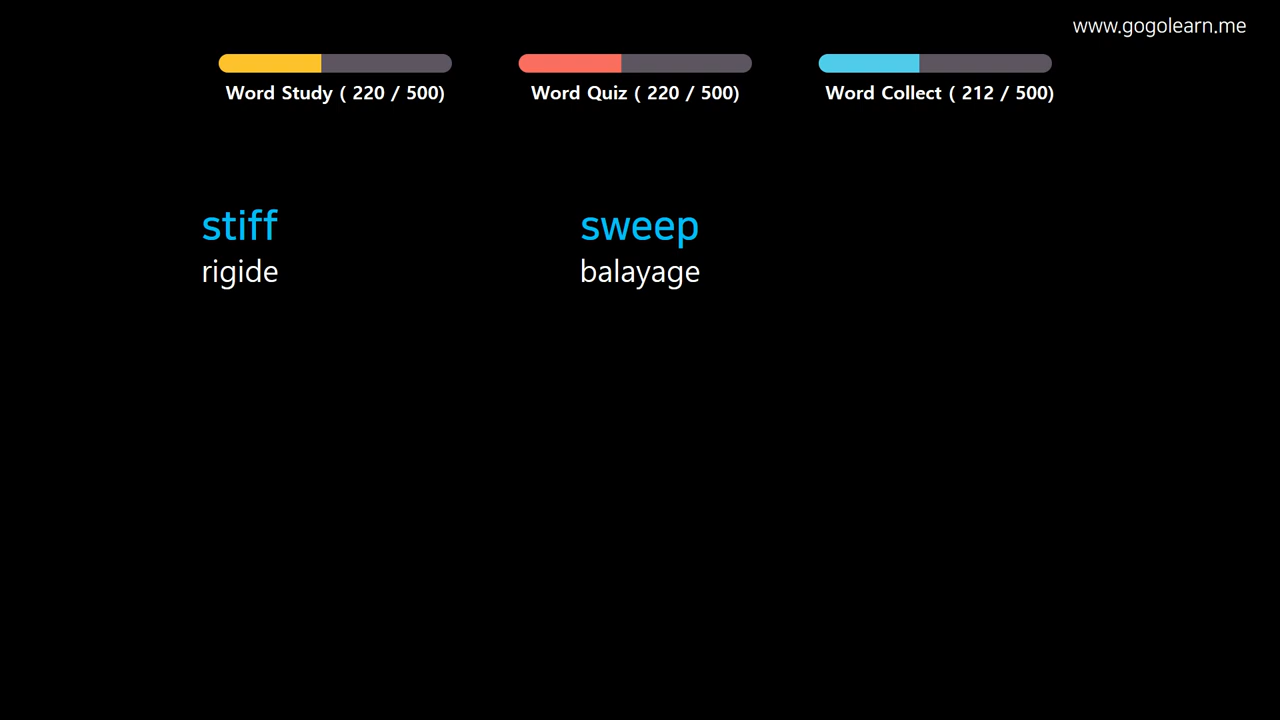 www.gogolearn.me
Word Study ( 220 / 500)
Word Quiz ( 220 / 500)
Word Collect ( 212 / 500)
stiff
rigide
sweep
balayage